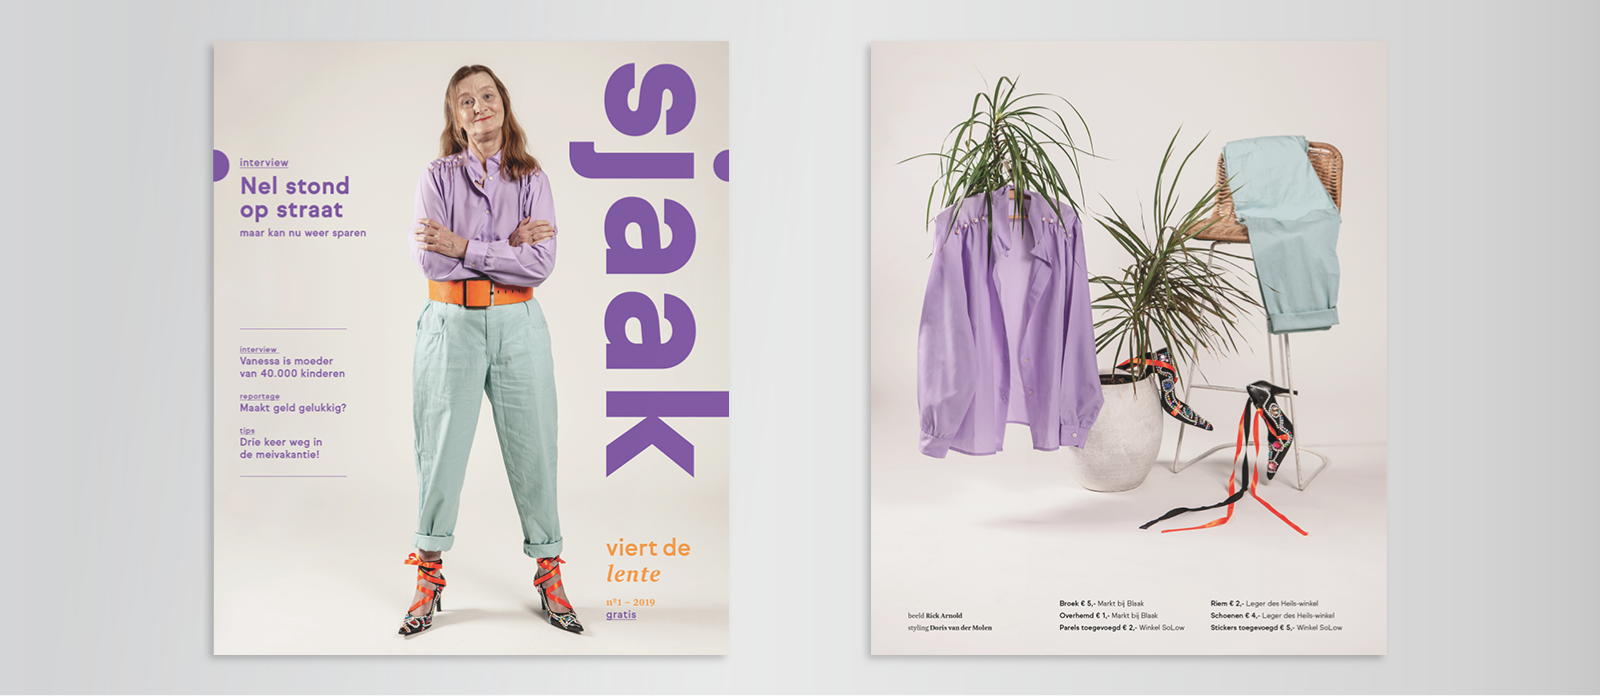 sjaak
interview
Nel stond
op straat
maar kan nu weer sparen
interview
Vanessa is moeder
van 40.000 kinderen
reportage
Maakt geld gelukkig?
tips
Drie keer weg in
de meivakantie!
viert de
lente
nº1 – 2019
gratis
beeld Rick Arnold
styling Doris van der Molen
Broek € 5,- Markt bij Blaak
Overhemd € 1,- Markt bij Blaak
Parels toegevoegd € 2,- Winkel SoLow
Riem € 2,- Leger des Heils-winkel
Schoenen € 4,- Leger des Heils-winkel
Stickers toegevoegd € 5,- Winkel SoLow